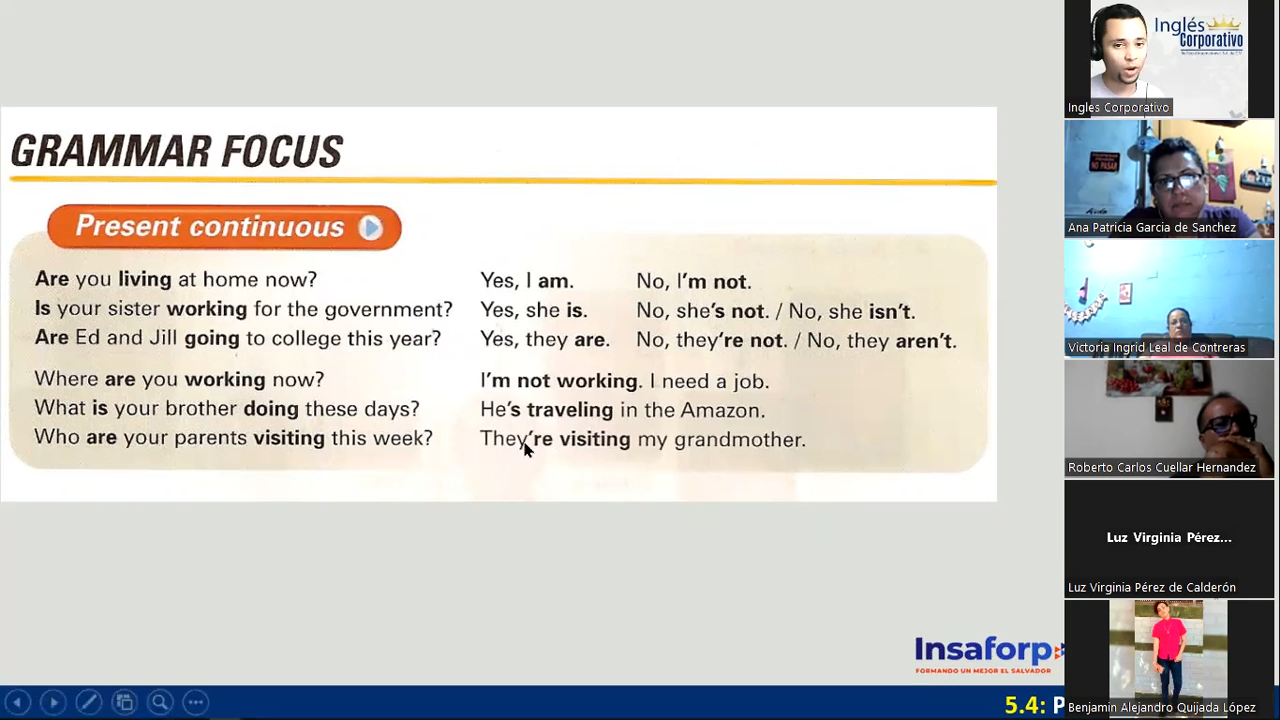 GRAMMAR FOCUS
Present continuous
Are you living at home now? Yes, I am. No, I'm not.
Is your sister working for the government? Yes, she is. No, she's not. / No, she isn't.
Are Ed and Jill going to college this year? Yes, they are. No, they're not. / No, they aren't.
Where are you working now? I'm not working. I need a job.
What is your brother doing these days? He's traveling in the Amazon.
Who are your parents visiting this week? They're visiting my grandmother.
Insaforp
FORMANDO UN MEJOR EL SALVADOR
5.4: P
Inglés
Corporativo
Ingles Corporativo
NO PASAR
Ana Patricia Garcia de Sanchez
Victoria Ingrid Leal de Contreras
Roberto Carlos Cuellar Hernandez
Luz Virginia Pérez...
Luz Virginia Pérez de Calderón
Benjamin Alejandro Quijada López